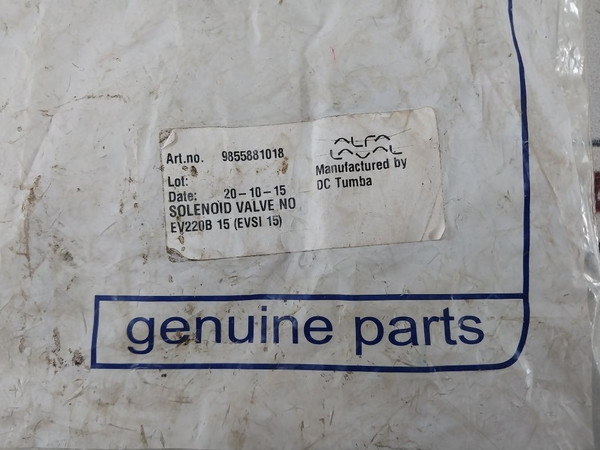 Art.no. 9855881018
Lot:
Date: 20-10-15
SOLENOID VALVE NO
EV220B 15 (EVSI 15)
ALFA
LAVAL
Manufactured by
DC Tumba
genuine parts